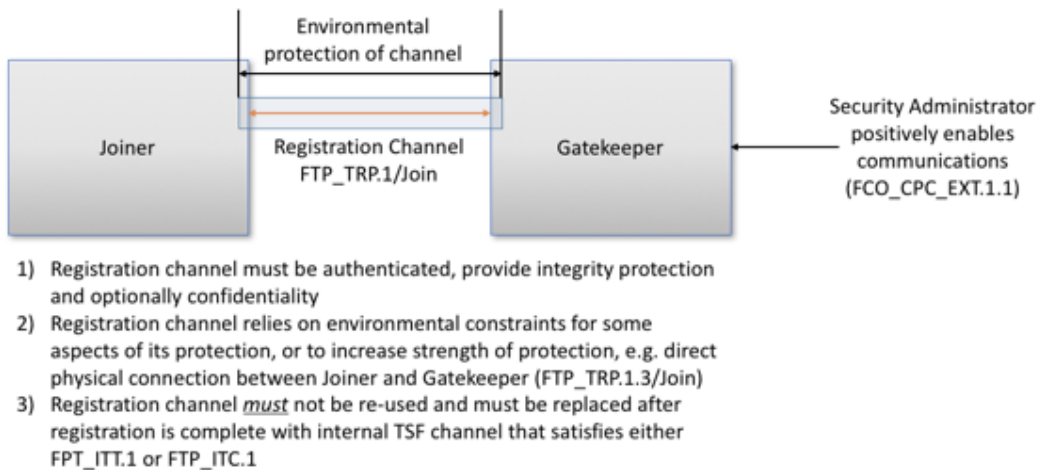 Environmental
protection of channel
Joiner
Registration Channel
FTP_TRP.1/Join
Gatekeeper
Security Administrator
positively enables
communications
(FCO_CPC_EXT.1.1)
1) Registration channel must be authenticated, provide integrity protection
and optionally confidentiality
2) Registration channel relies on environmental constraints for some
aspects of its protection, or to increase strength of protection, e.g. direct
physical connection between Joiner and Gatekeeper (FTP_TRP.1.3/Join)
3) Registration channel must not be re-used and must be replaced after
registration is complete with internal TSF channel that satisfies either
FPT_ITT.1 or FTP_ITC.1